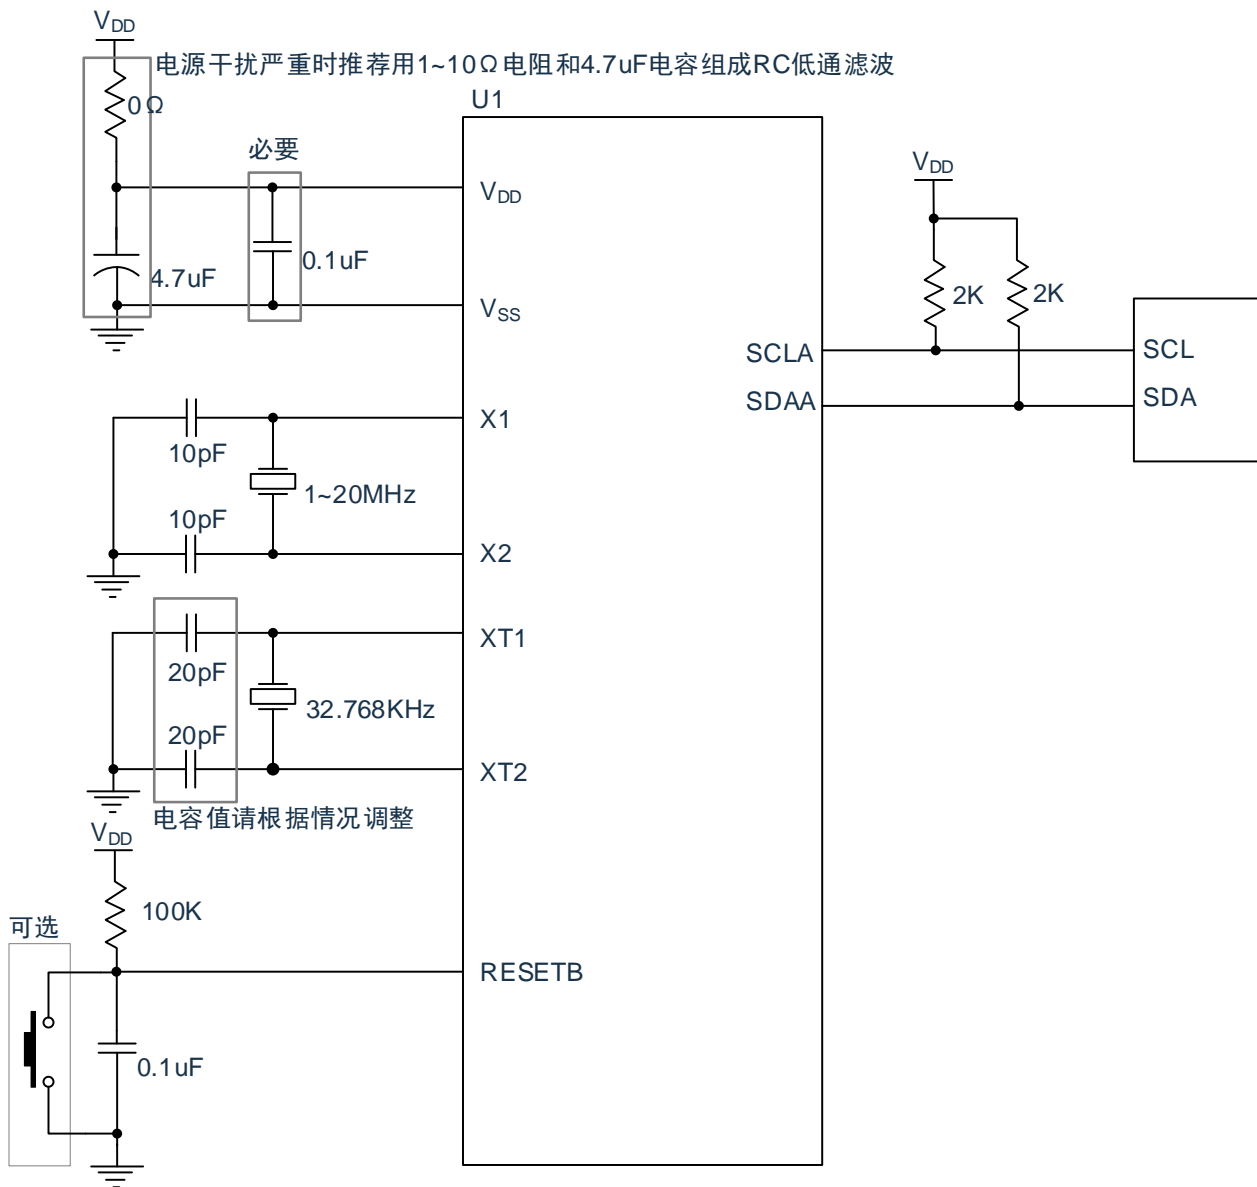 VDD
电源干扰严重时推荐用1~10Ω电阻和4.7uF电容组成RC低通滤波
0Ω
U1
必要
VDD
VDD
0.1uF
4.7uF
2K
2K
VSS
SCLA
SCL
SDAA
SDA
X1
10pF
1~20MHz
10pF
X2
XT1
20pF
32.768KHz
20pF
XT2
电容值请根据情况调整
VDD
100K
可选
RESETB
0.1uF